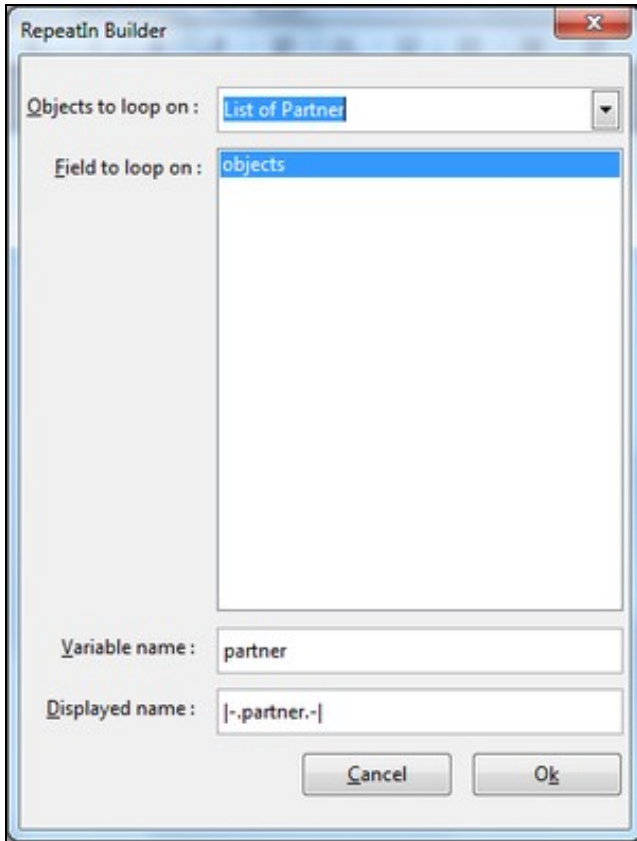 RepeatIn Builder
Objects to loop on : List of Partner
Field to loop on : objects
Variable name : partner
Displayed name : |-.partner.-|
Cancel Ok